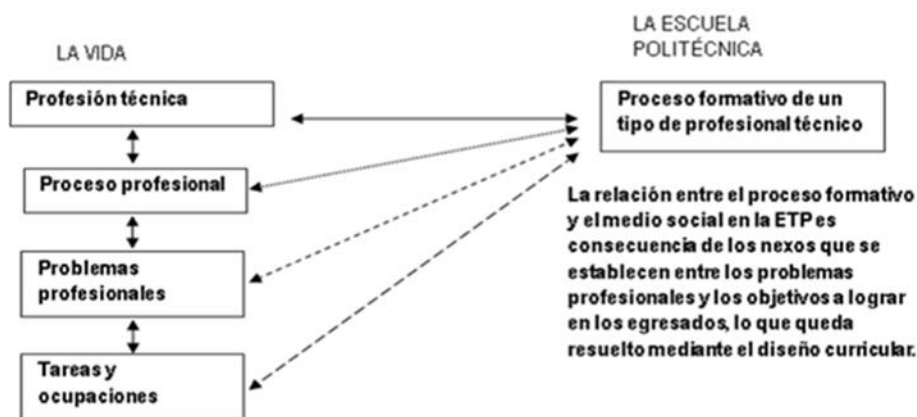 LA VIDA
Profesión técnica
Proceso profesional
Problemas
profesionales
Tareas y
ocupaciones
LA ESCUELA
POLITÉCNICA
Proceso formativo de un
tipo de profesional técnico
La relación entre el proceso formativo
y el medio social en la ETP es
consecuencia de los nexos que se
establecen entre los problemas
profesionales y los objetivos a lograr
en los egresados, lo que queda
resuelto mediante el diseño curricular.